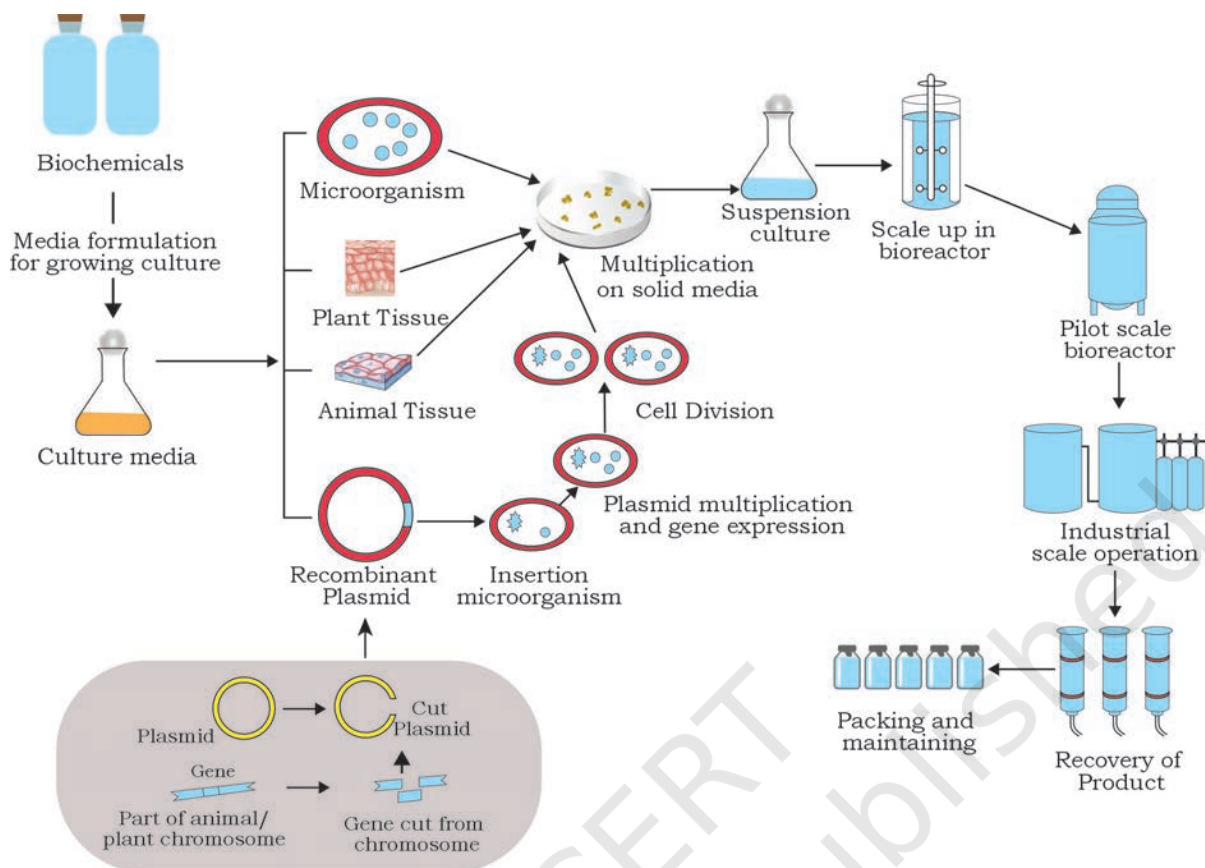 Biochemicals
Media formulation
for growing culture
Culture media
Microorganism
Plant Tissue
Animal Tissue
Recombinant
Plasmid
Insertion
microorganism
Plasmid multiplication
and gene expression
Cell Division
Multiplication
on solid media
Suspension
culture
Scale up in
bioreactor
Pilot scale
bioreactor
Industrial
scale operation
Recovery of
Product
Packing and
maintaining
Plasmid
Cut
Plasmid
Gene
Part of animal/
plant chromosome
Gene cut from
chromosome